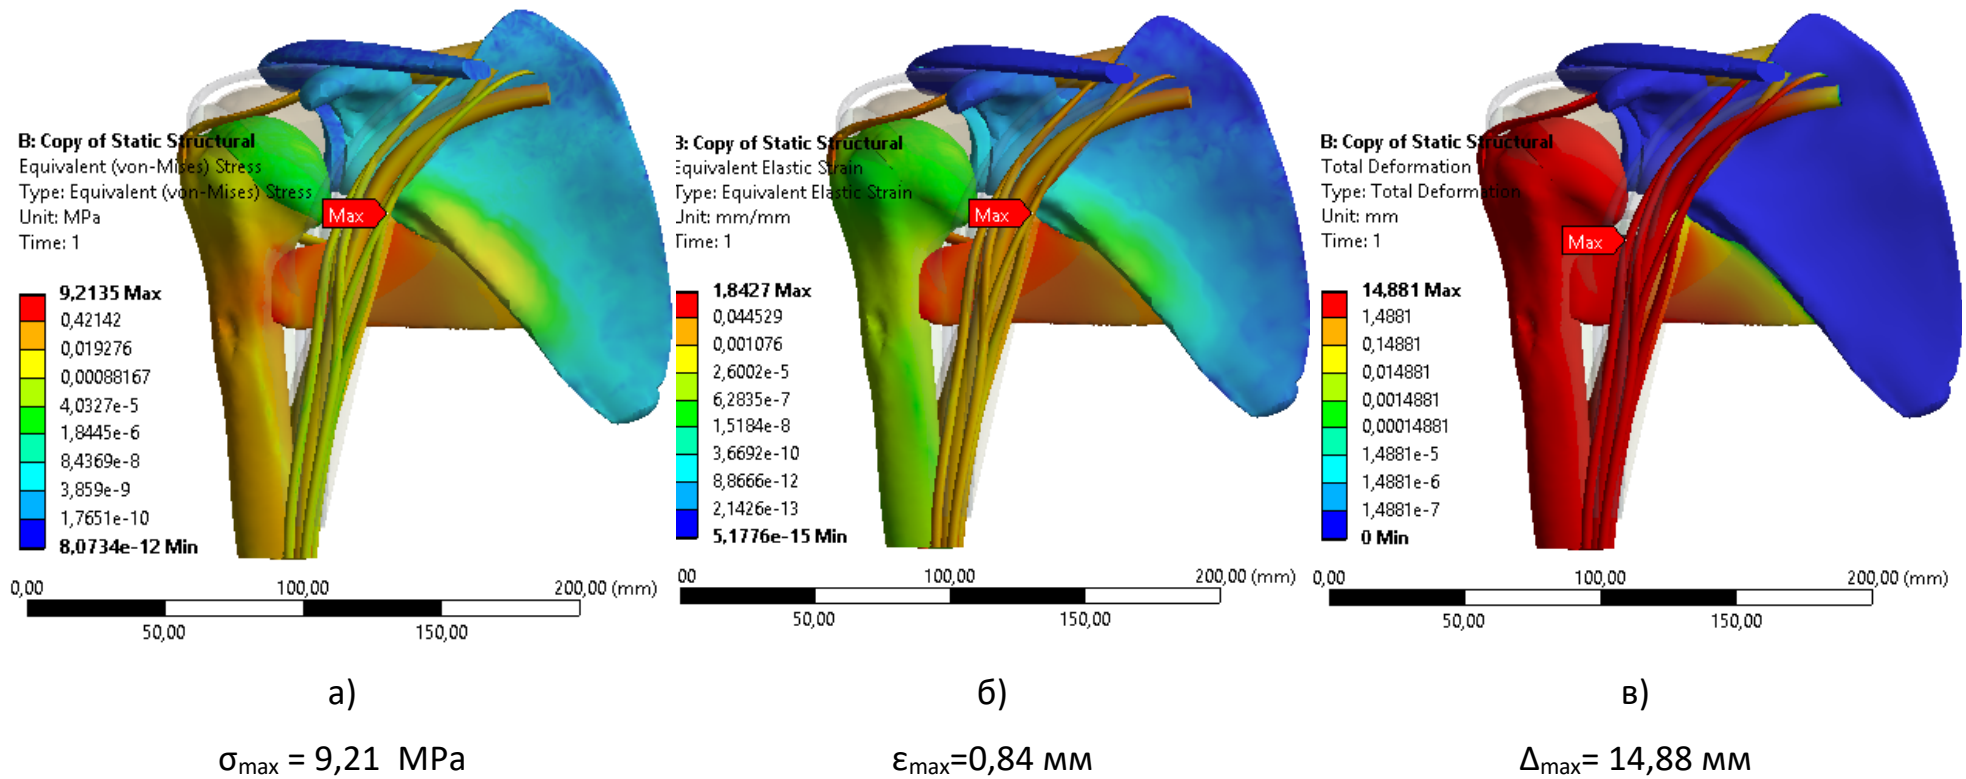 B: Copy of Static Structural
Equivalent (von-Mises) Stress
Type: Equivalent (von-Mises) Stress
Unit: MPa
Time: 1
9,2135 Max
0,42142
0,019276
0,00088167
4,0327e-5
1,8445e-6
8,4369e-8
3,859e-9
1,7651e-10
8,0734e-12 Min
Max
0,00 100,00 200,00 (mm)
50,00 150,00
а)
σmax = 9,21 MPa
B: Copy of Static Structural
Equivalent Elastic Strain
Type: Equivalent Elastic Strain
Unit: mm/mm
Time: 1
1,8427 Max
0,044529
0,001076
2,6002e-5
6,2835e-7
1,5184e-8
3,6692e-10
8,8666e-12
2,1426e-13
5,1776e-15 Min
Max
00 100,00 200,00 (mm)
50,00 150,00
б)
εmax=0,84 мм
B: Copy of Static Structural
Total Deformation
Type: Total Deformation
Unit: mm
Time: 1
14,881 Max
1,4881
0,14881
0,014881
0,0014881
0,00014881
1,4881e-5
1,4881e-6
1,4881e-7
0 Min
Max
0,00 100,00 200,00 (mm)
50,00 150,00
в)
Δmax= 14,88 мм